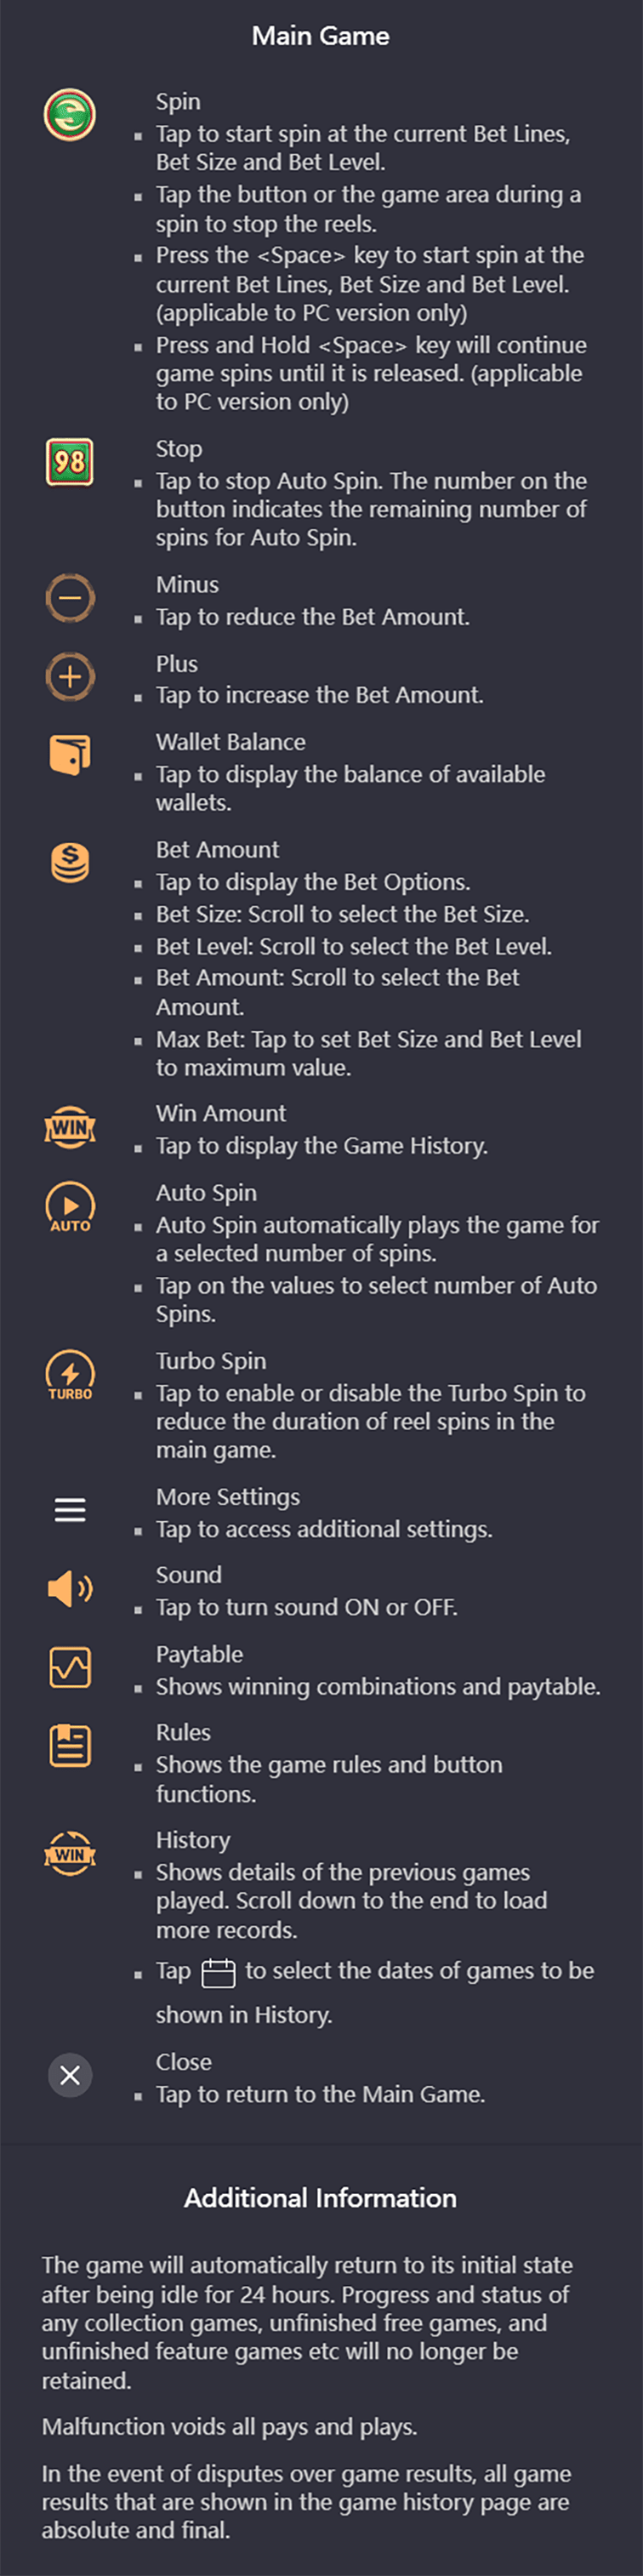 Main Game
Spin
▪ Tap to start spin at the current Bet Lines,
Bet Size and Bet Level.
▪ Tap the button or the game area during a
spin to stop the reels.
▪ Press the <Space> key to start spin at the
current Bet Lines, Bet Size and Bet Level.
(applicable to PC version only)
▪ Press and Hold <Space> key will continue
game spins until it is released. (applicable
to PC version only)
98
Stop
▪ Tap to stop Auto Spin. The number on the
button indicates the remaining number of
spins for Auto Spin.
Minus
▪ Tap to reduce the Bet Amount.
Plus
▪ Tap to increase the Bet Amount.
Wallet Balance
▪ Tap to display the balance of available
wallets.
$
Bet Amount
▪ Tap to display the Bet Options.
▪ Bet Size: Scroll to select the Bet Size.
▪ Bet Level: Scroll to select the Bet Level.
▪ Bet Amount: Scroll to select the Bet
Amount.
▪ Max Bet: Tap to set Bet Size and Bet Level
to maximum value.
WIN
Win Amount
▪ Tap to display the Game History.
AUTO
Auto Spin
▪ Auto Spin automatically plays the game for
a selected number of spins.
▪ Tap on the values to select number of Auto
Spins.
TURBO
Turbo Spin
▪ Tap to enable or disable the Turbo Spin to
reduce the duration of reel spins in the
main game.
More Settings
▪ Tap to access additional settings.
Sound
▪ Tap to turn sound ON or OFF.
Paytable
▪ Shows winning combinations and paytable.
Rules
▪ Shows the game rules and button
functions.
WIN
History
▪ Shows details of the previous games
played. Scroll down to the end to load
more records.
▪ Tap to select the dates of games to be
shown in History.
Close
▪ Tap to return to the Main Game.
Additional Information
The game will automatically return to its initial state
after being idle for 24 hours. Progress and status of
any collection games, unfinished free games, and
unfinished feature games etc will no longer be
retained.
Malfunction voids all pays and plays.
In the event of disputes over game results, all game
results that are shown in the game history page are
absolute and final.